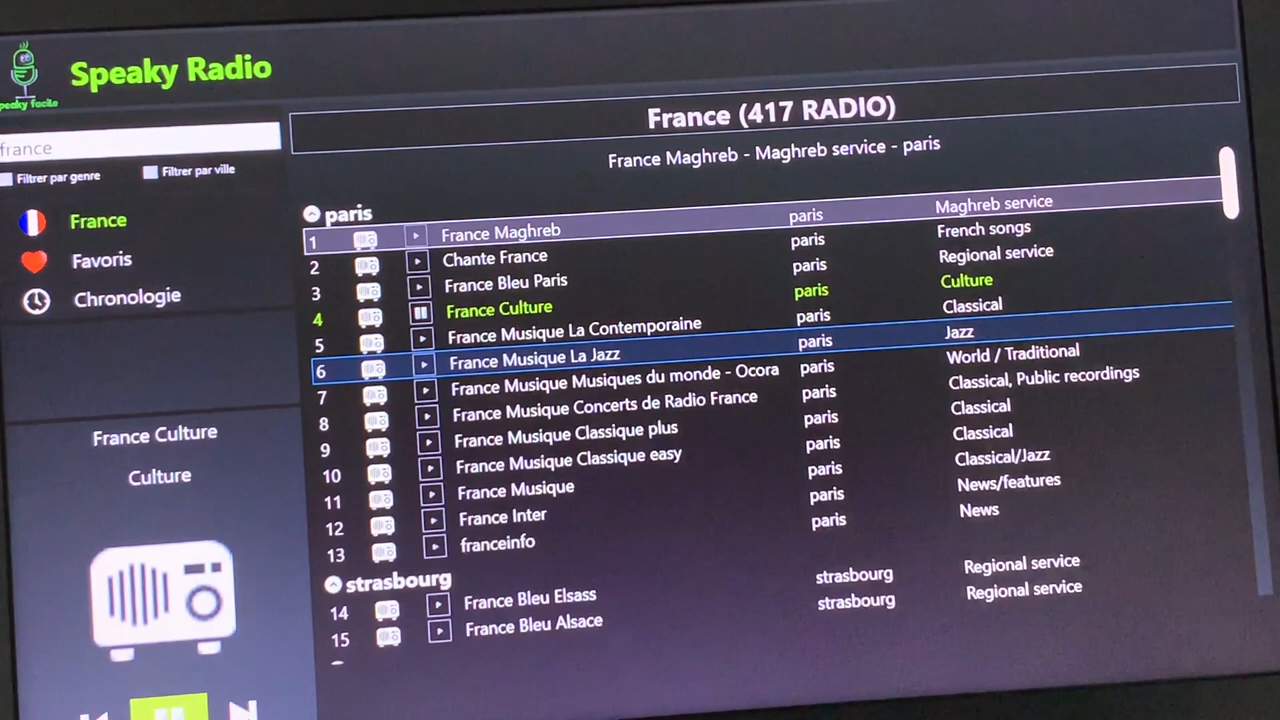 Speaky Radio
peaky facile
france
Filtrer par genre
Filtrer par ville
France
Favoris
Chronologie
France Culture
Culture
France (417 RADIO)
France Maghreb - Maghreb service - paris
paris
1 France Maghreb paris Maghreb service
2 Chante France paris French songs
3 France Bleu Paris paris Regional service
4 France Culture paris Culture
5 France Musique La Contemporaine paris Classical
6 France Musique La Jazz paris Jazz
7 France Musique Musiques du monde - Ocora paris World / Traditional
8 France Musique Concerts de Radio France paris Classical, Public recordings
9 France Musique Classique plus paris Classical
10 France Musique Classique easy paris Classical
11 France Musique paris Classical/Jazz
12 France Inter paris News/features
13 franceinfo paris News
strasbourg
14 France Bleu Elsass strasbourg Regional service
15 France Bleu Alsace strasbourg Regional service